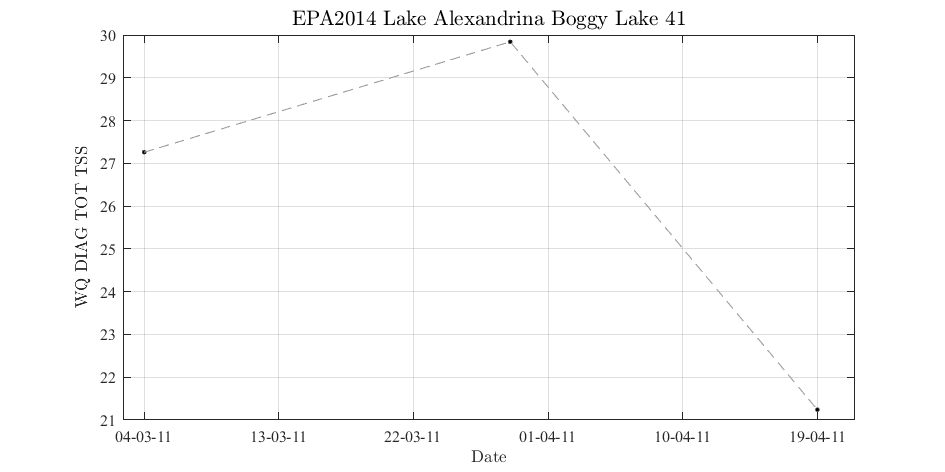 EPA2014 Lake Alexandrina Boggy Lake 41
30
29
28
27
26
25
24
23
22
21
WQ DIAG TOT TSS
04-03-11 13-03-11 22-03-11 01-04-11 10-04-11 19-04-11
Date